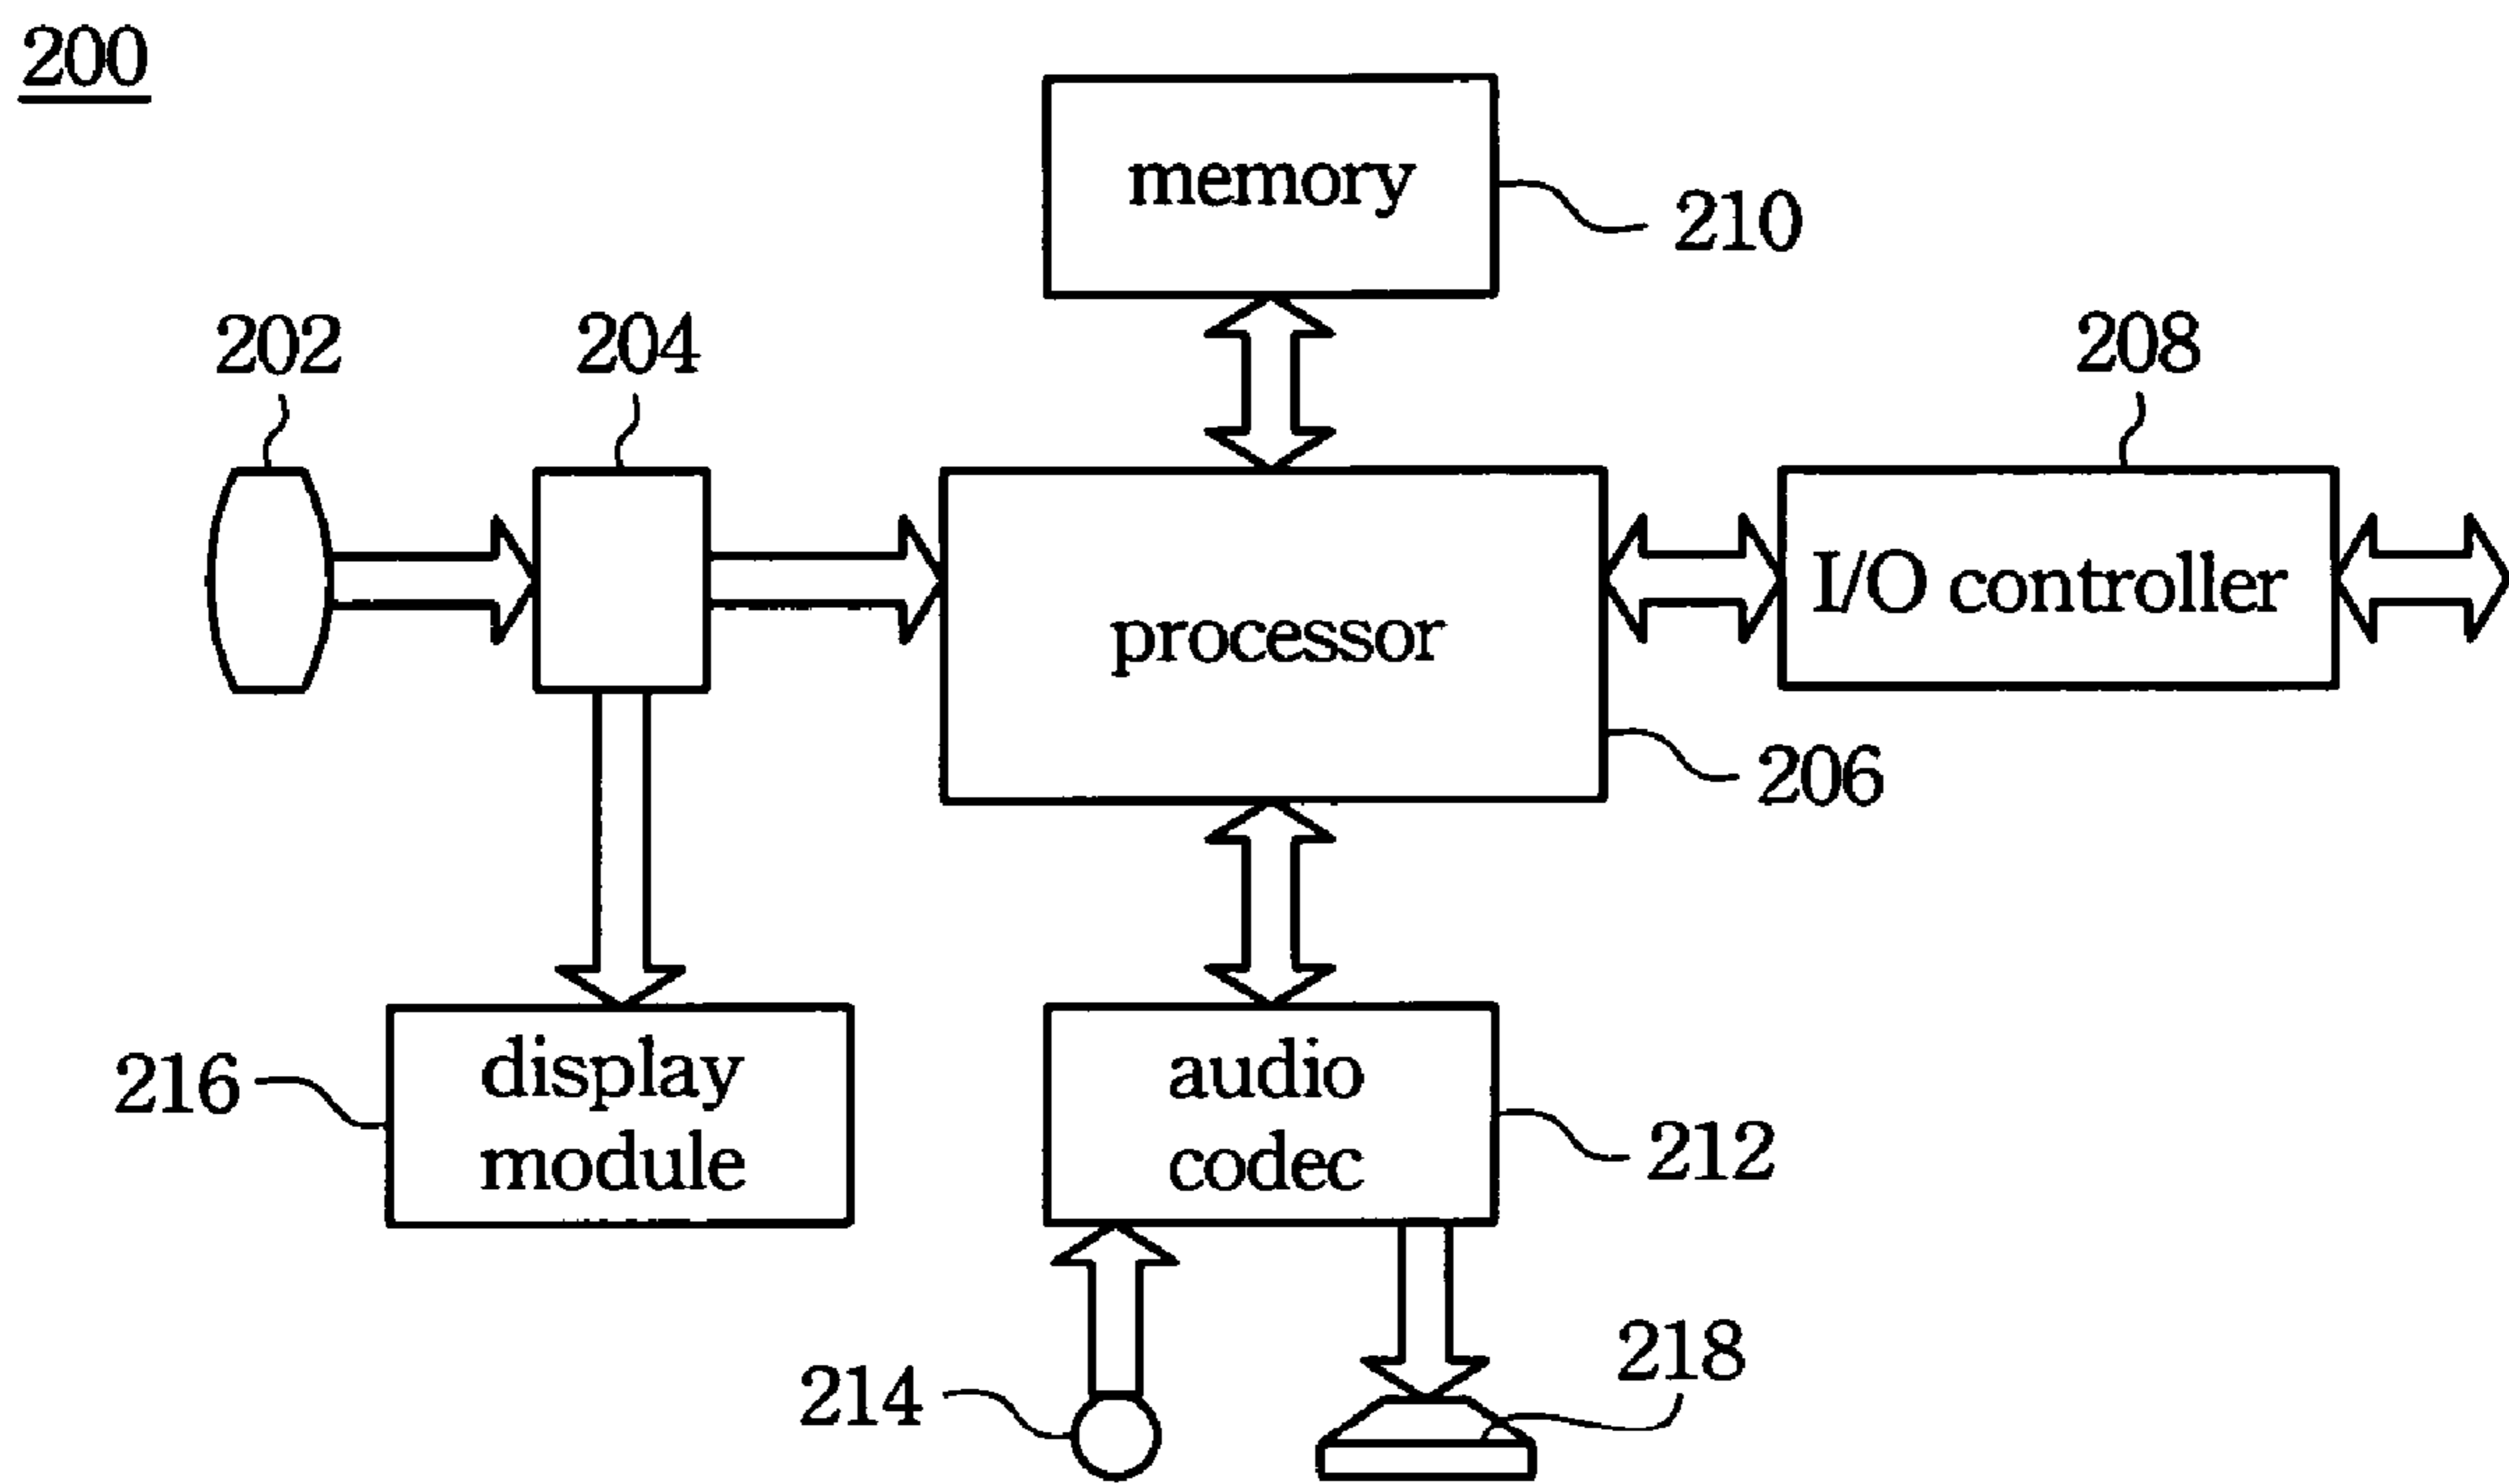 200
memory
210
202
204
208
processor
I/O controller
206
216
display
module
audio
codec
212
214
218